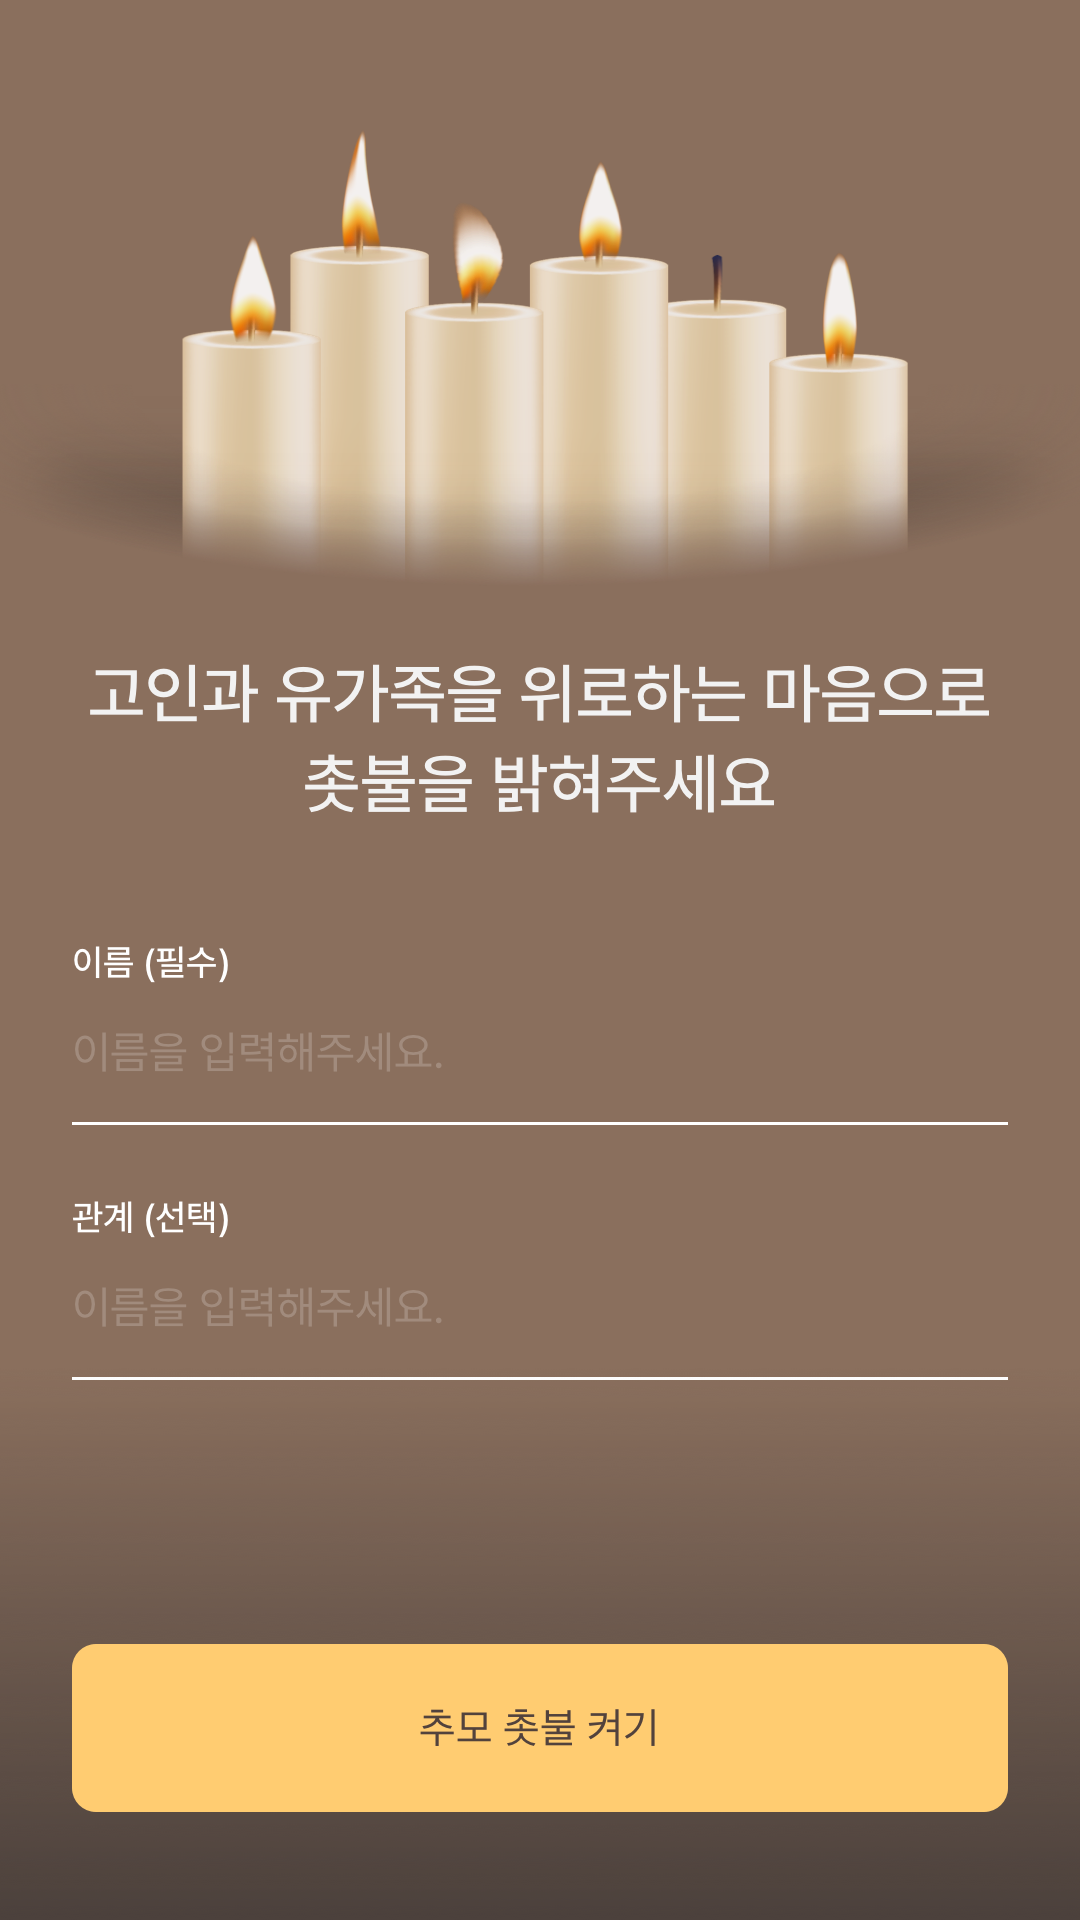 고인과 유가족을 위로하는 마음으로
촛불을 밝혀주세요
이름 (필수)
이름을 입력해주세요.
관계 (선택)
이름을 입력해주세요.
추모 촛불 켜기